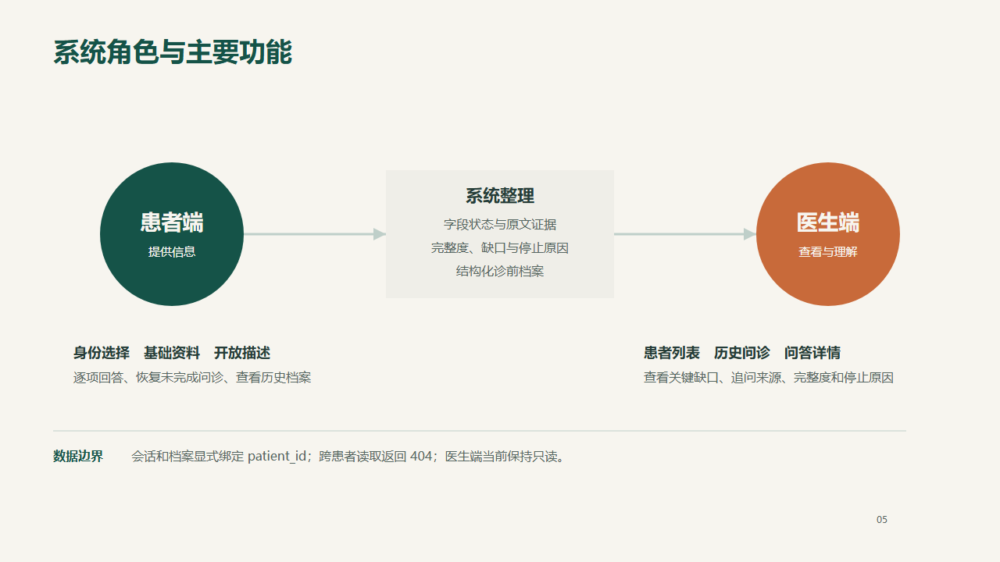 系统角色与主要功能
患者端
提供信息
系统整理
字段状态与原文证据
完整度、缺口与停止原因
结构化诊前档案
医生端
查看与理解
身份选择　基础资料　开放描述
逐项回答、恢复未完成问诊、查看历史档案
患者列表　历史问诊　问答详情
查看关键缺口、追问来源、完整度和停止原因
数据边界　会话和档案显式绑定 patient_id；跨患者读取返回 404；医生端当前保持只读。
05